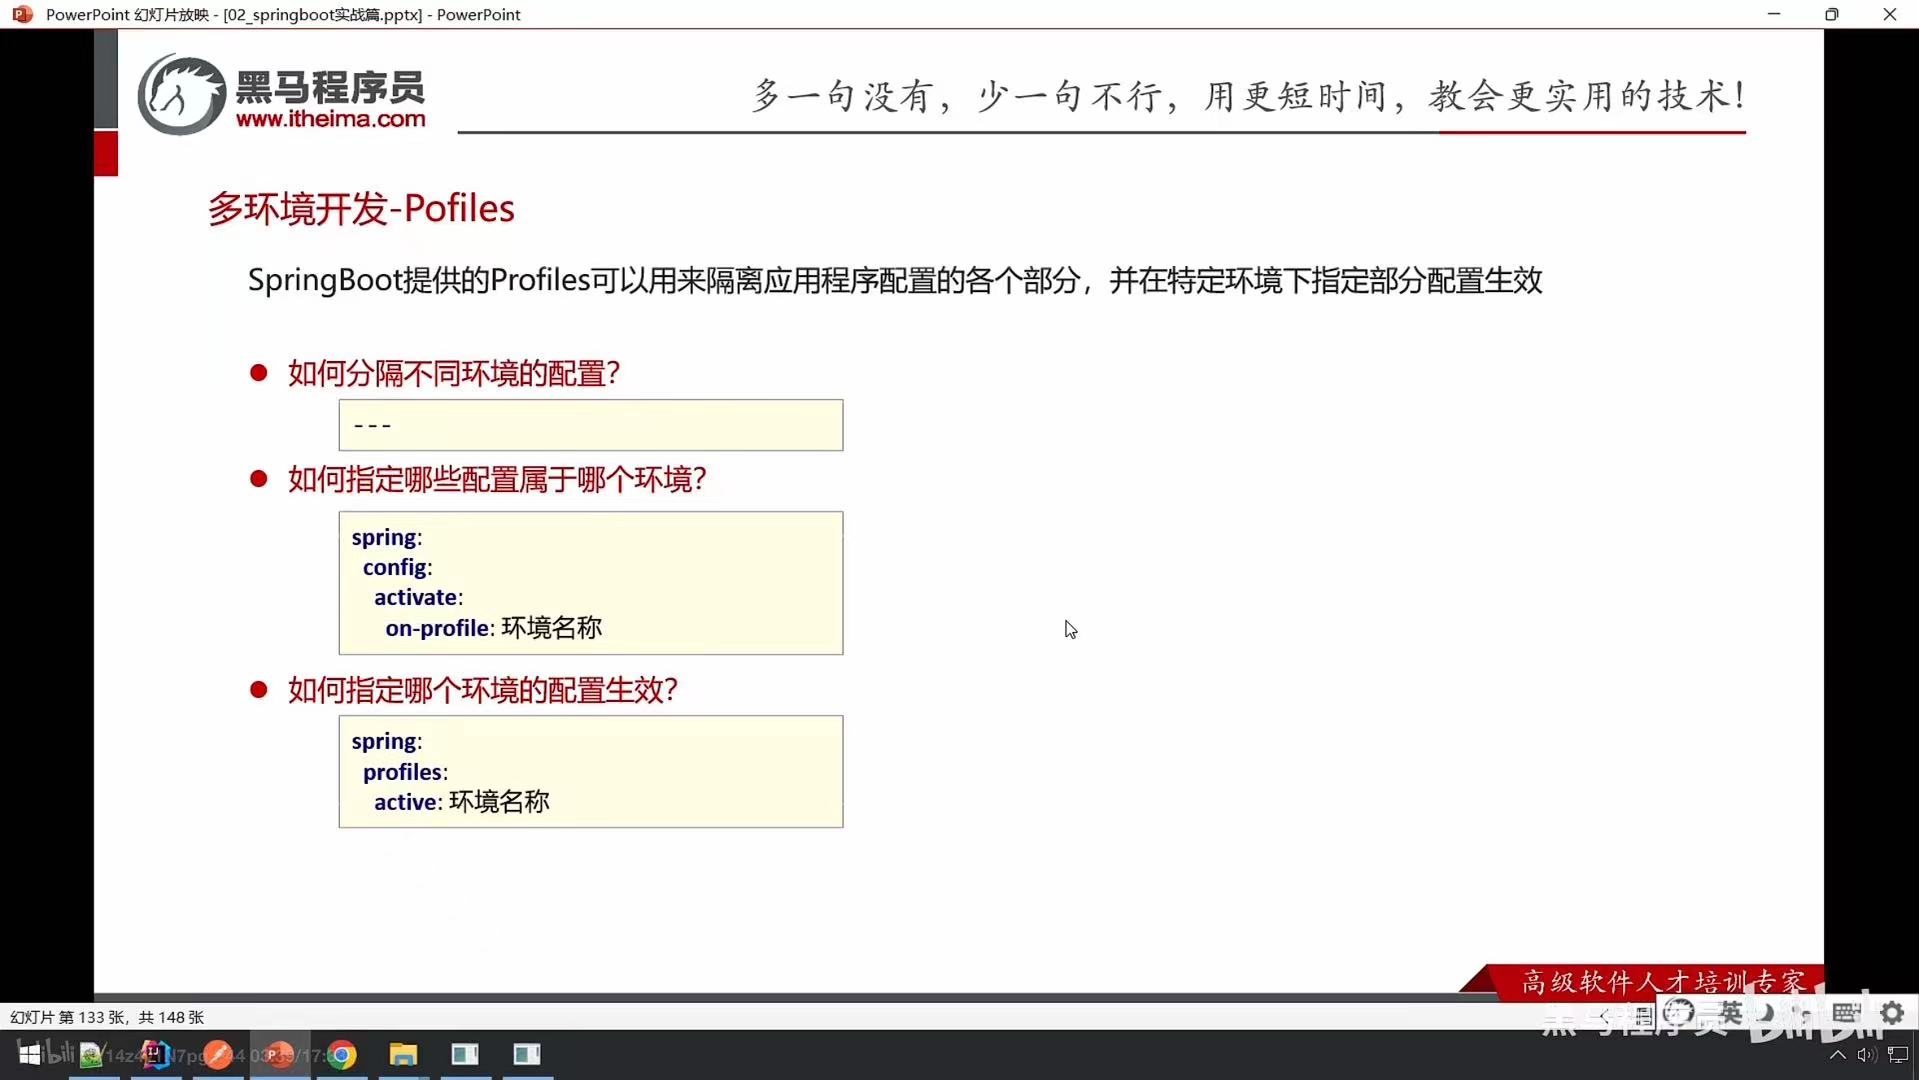 PowerPoint 幻灯片放映 - [02_springboot实战篇.pptx] - PowerPoint
黑马程序员
www.itheima.com
多一句没有，少一句不行，用更短时间，教会更实用的技术！
多环境开发-Pofiles
SpringBoot提供的Profiles可以用来隔离应用程序配置的各个部分，并在特定环境下指定部分配置生效
如何分隔不同环境的配置？
---
如何指定哪些配置属于哪个环境？
spring:
config:
activate:
on-profile: 环境名称
如何指定哪个环境的配置生效？
spring:
profiles:
active: 环境名称
高级软件人才培训专家
幻灯片 第 133 张，共 148 张
黑马程序员
bilibili
英
bilibili